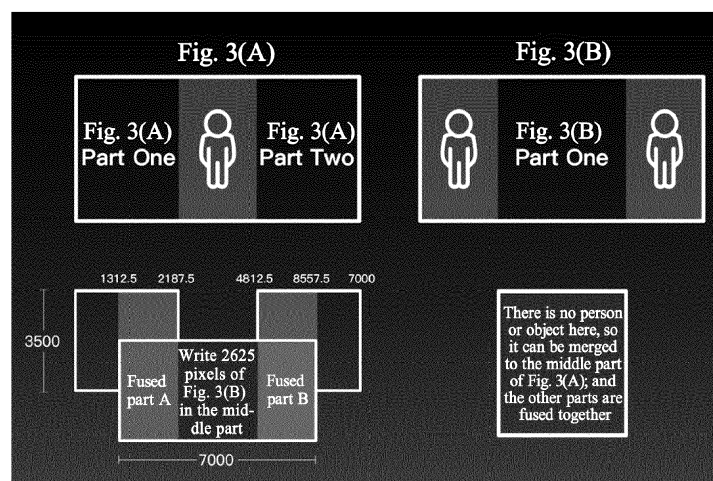 Fig. 3(A)
Fig. 3(B)
Fig. 3(A)
Part One
Fig. 3(A)
Part Two
Fig. 3(B)
Part One
1312.5 2187.5 4812.5 8557.5 7000
3500
Fused
part A
Write 2625
pixels of
Fig. 3(B)
in the mid-
dle part
Fused
part B
7000
There is no person
or object here, so
it can be merged
to the middle part
of Fig. 3(A); and
the other parts are
fused together